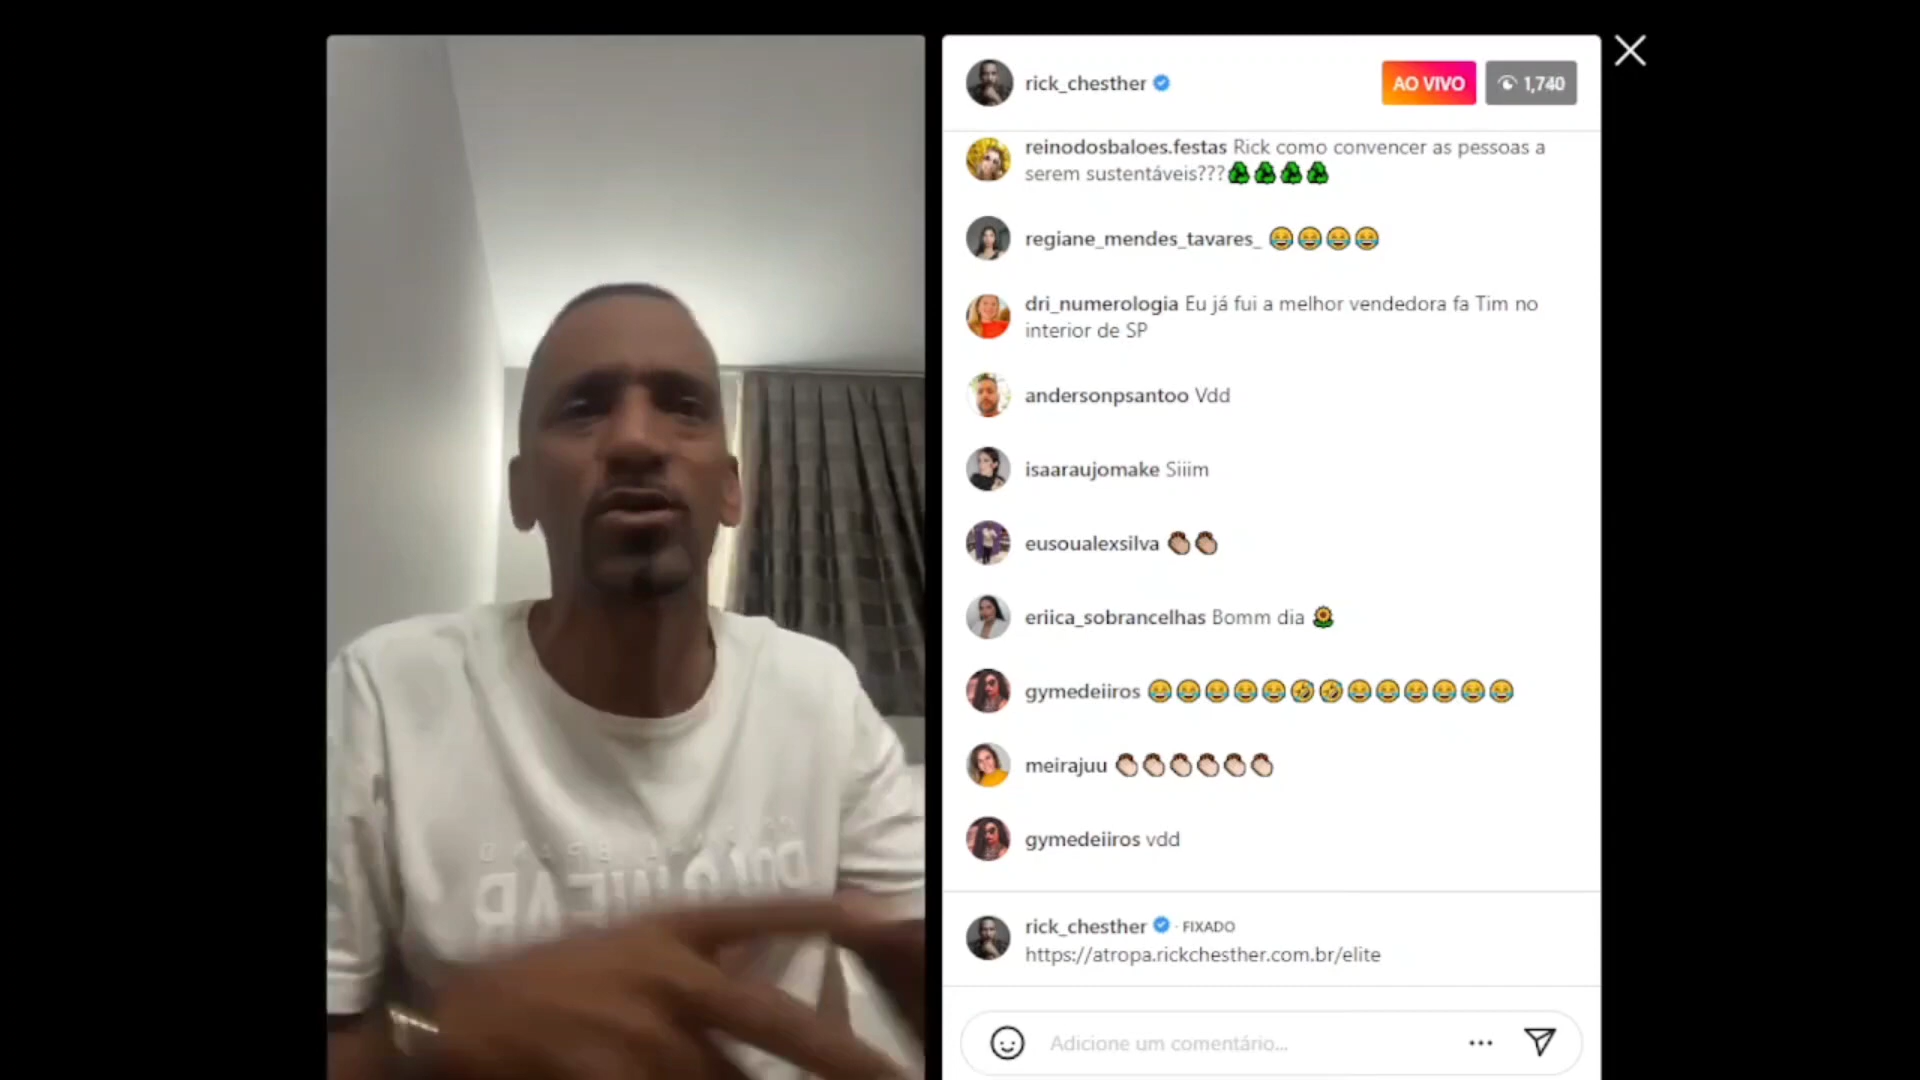 rick_chesther
AO VIVO
1,740
reinodosbaloes.festas Rick como convencer as pessoas a
serem sustentáveis???♻♻♻♻
regiane_mendes_tavares_ 😂😂😂😂
dri_numerologia Eu já fui a melhor vendedora fa Tim no
interior de SP
andersonpsantoo Vdd
isaaraujomake Siiim
eusoualexsilva 👏🏽👏🏽
eriica_sobrancelhas Bomm dia 🌻
gymedeiiros 😂😂😂😂😂🤣🤣😂😂😂😂😂😂
meirajuu 👏🏻👏🏻👏🏻👏🏻👏🏻👏🏻
gymedeiiros vdd
rick_chesther · FIXADO
https://atropa.rickchesther.com.br/elite
Adicione um comentário...